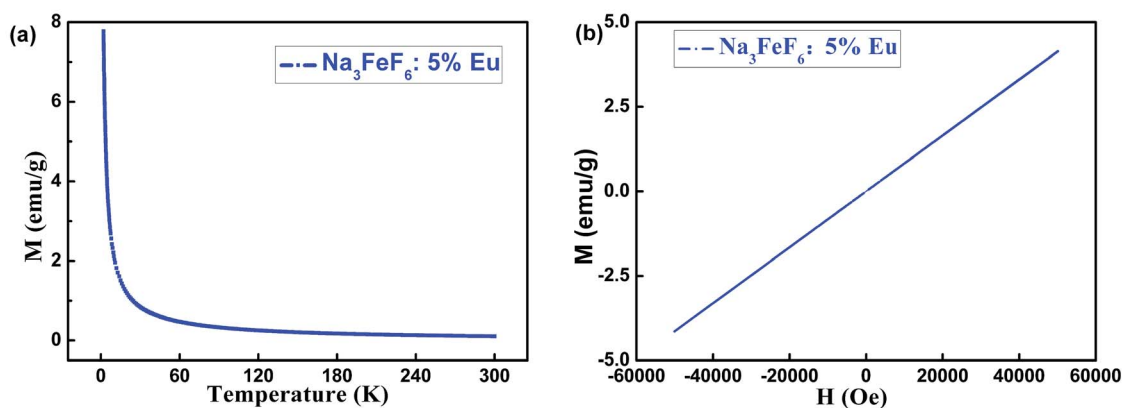 (a)
Na₃FeF₆: 5% Eu
M (emu/g)
8
6
4
2
0
0 60 120 180 240 300
Temperature (K)
(b)
Na₃FeF₆: 5% Eu
M (emu/g)
5.0
2.5
0.0
-2.5
-5.0
-60000 -40000 -20000 0 20000 40000 60000
H (Oe)